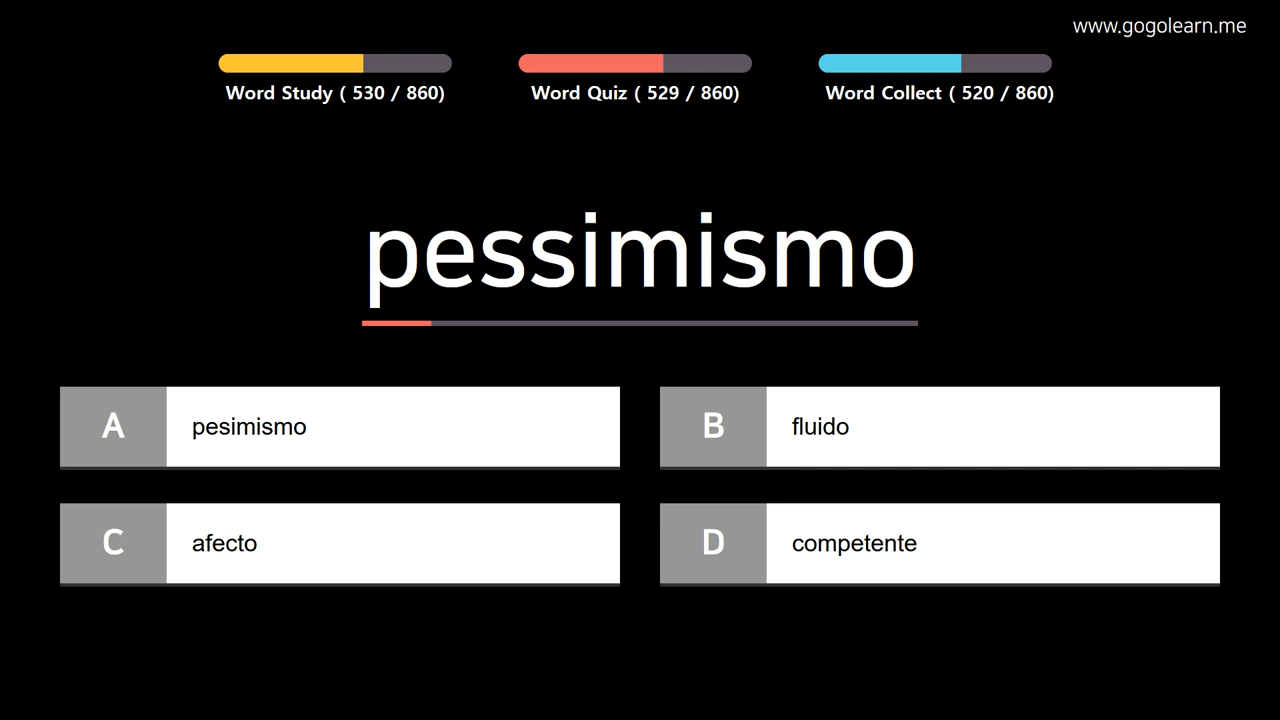 www.gogolearn.me
Word Study ( 530 / 860)
Word Quiz ( 529 / 860)
Word Collect ( 520 / 860)
pessimismo
A pesimismo
B fluido
C afecto
D competente